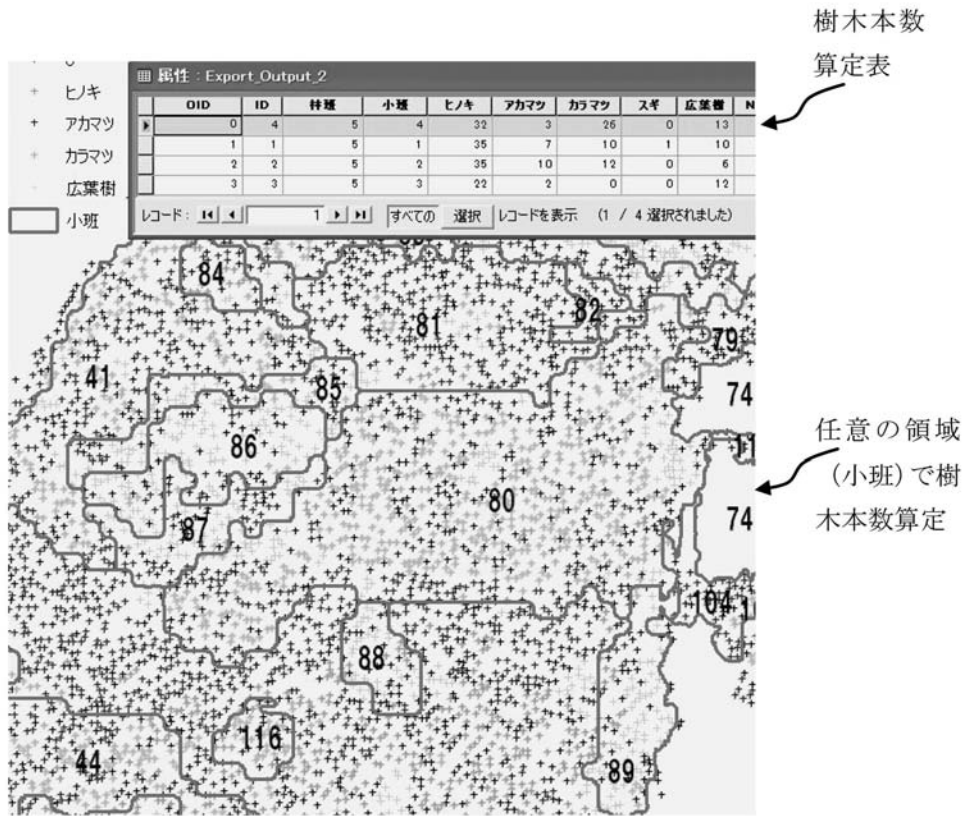 樹木本数
算定表
属性 : Export_Output_2
OID ID 林班 小班 ヒノキ アカマツ カラマツ スギ 広葉樹 N
0 4 5 4 32 3 26 0 13
1 1 5 1 35 7 10 1 10
2 2 5 2 35 10 12 0 6
3 3 5 3 22 2 0 0 12
レコード: 1 すべての 選択 レコードを表示 (1 / 4 選択されました)
ヒノキ
アカマツ
カラマツ
広葉樹
小班
84
82
81
79
41
85
74
86
80
任意の領域
(小班)で樹
木本数算定
87
74
104
88
116
44
89